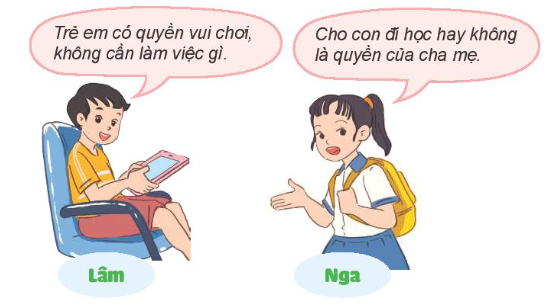 Trẻ em có quyền vui chơi,
không cần làm việc gì.
Cho con đi học hay không
là quyền của cha mẹ.
Lâm
Nga